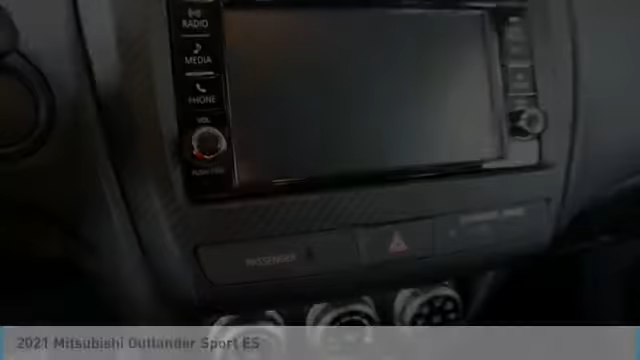 RADIO
MEDIA
PHONE
VOL
PASSENGER
2021 Mitsubishi Outlander Sport ES